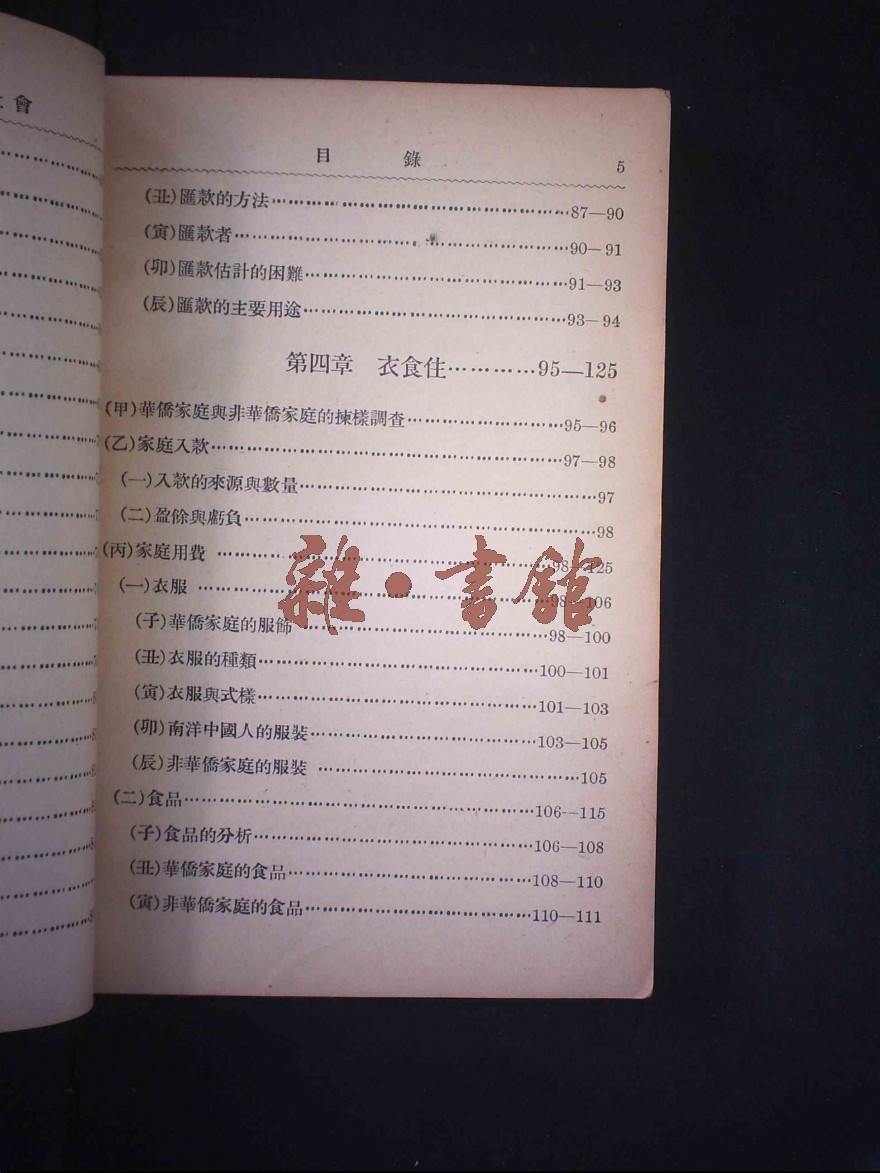 會
目錄 5
(丑)匯款的方法………87—90
(寅)匯款者………90—91
(卯)匯款估計的困難………91—93
(辰)匯款的主要用途………93—94
第四章 衣食住………95—125
(甲)華僑家庭與非華僑家庭的揀樣調查………95—96
(乙)家庭入款………97—98
(一)入款的來源與數量………97
(二)盈餘與虧負………98
(丙)家庭用費………98—125
(一)衣服………98—106
(子)華僑家庭的服飾………98—100
(丑)衣服的種類………100—101
(寅)衣服與式樣………101—103
(卯)南洋中國人的服裝………103—105
(辰)非華僑家庭的服裝………105
(二)食品………106—115
(子)食品的分析………106—108
(丑)華僑家庭的食品………108—110
(寅)非華僑家庭的食品………110—111
雜·書館